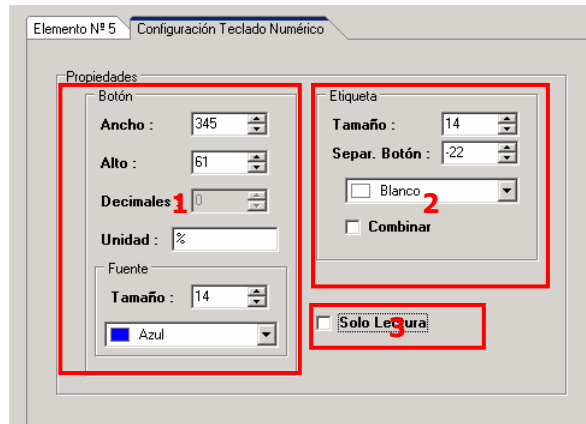 Elemento Nº 5
Configuración Teclado Numérico
Propiedades
Botón
Ancho : 345
Alto : 61
Decimales : 0
1
Unidad : %
Fuente
Tamaño : 14
Azul
Etiqueta
Tamaño : 14
Separ. Botón : -22
Blanco
2
Combinar
Solo Lectura
3